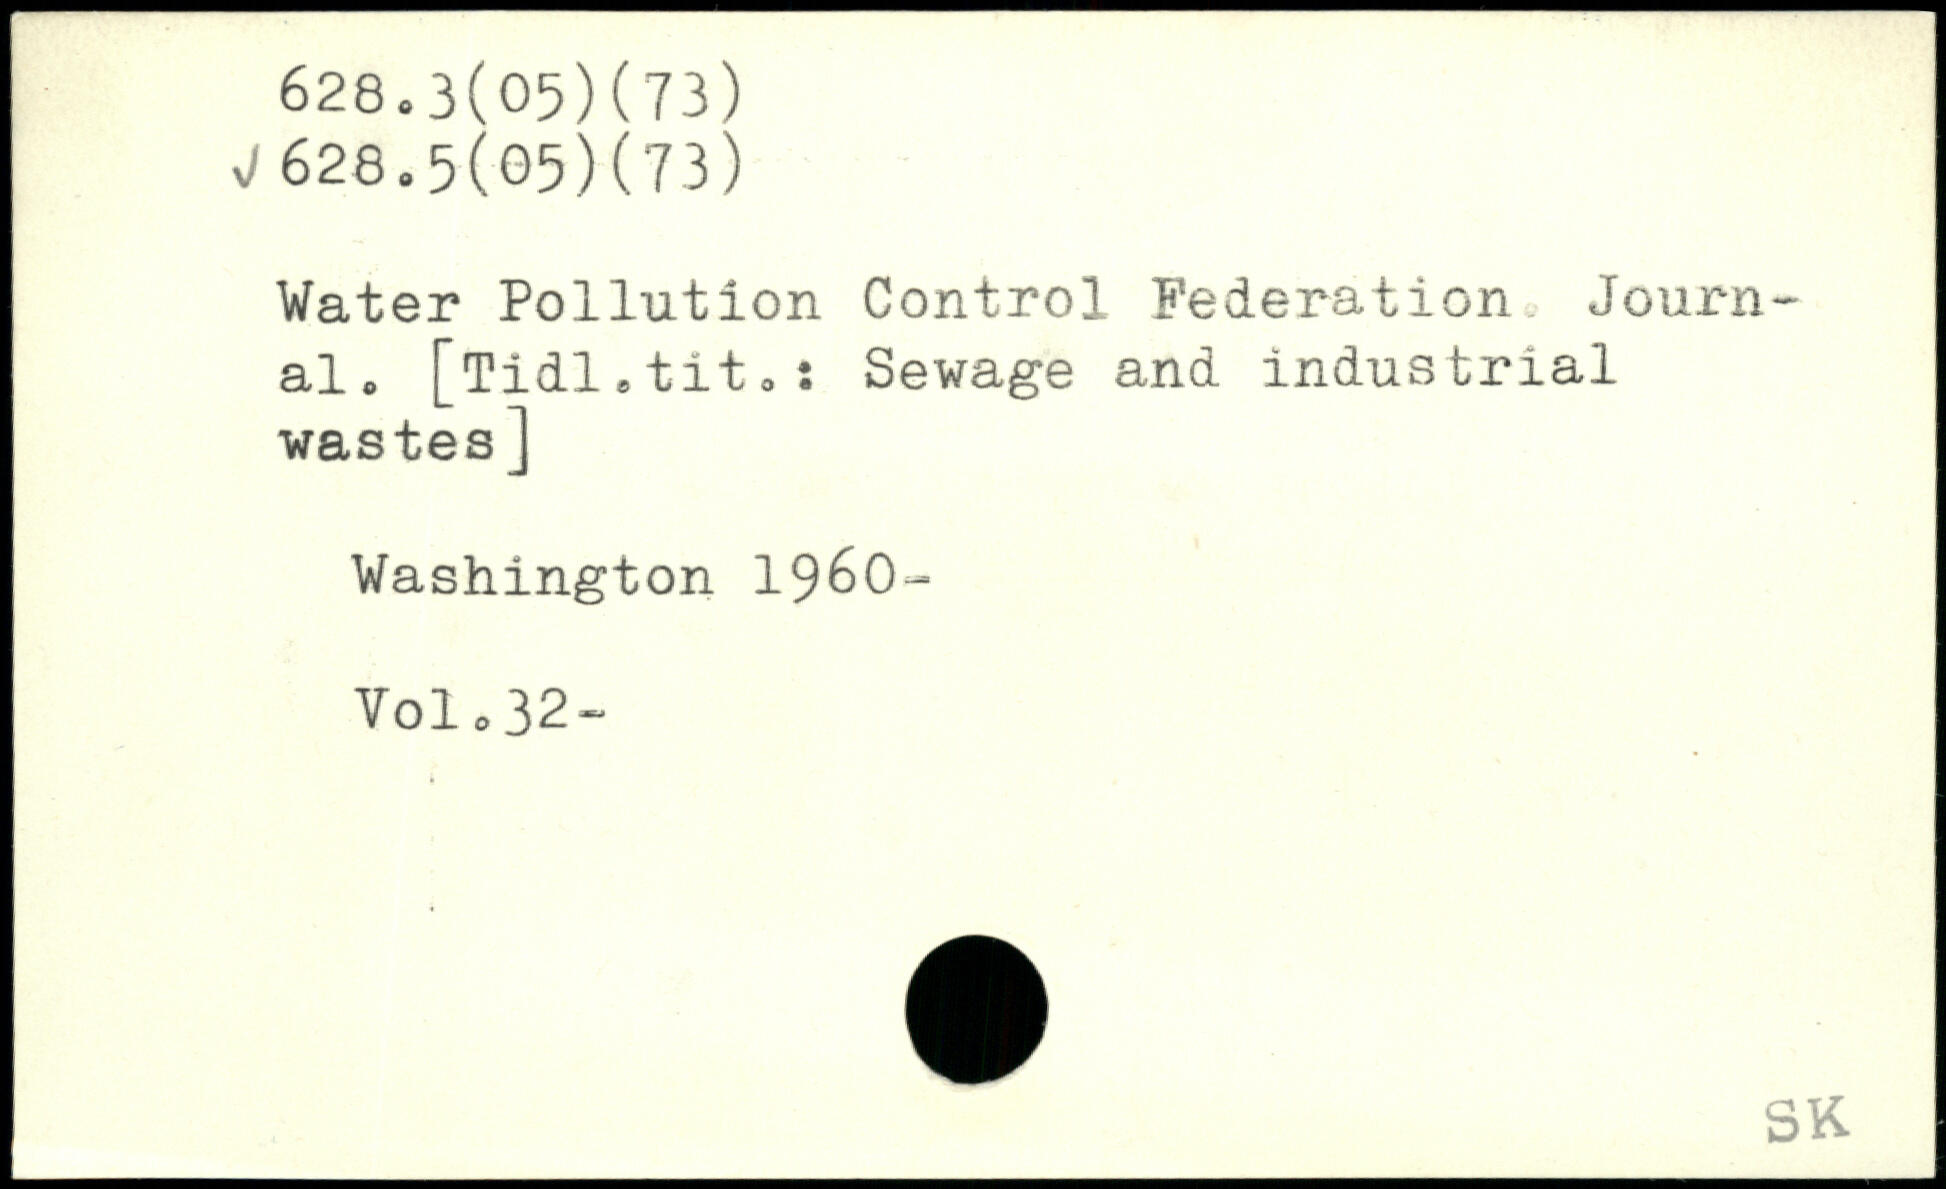 628.3(05)(73)
✓ 628.5(05)(73)
Water Pollution Control Federation. Journ-
al. [Tidl.tit.: Sewage and industrial
wastes]
Washington 1960-
Vol.32-
SK